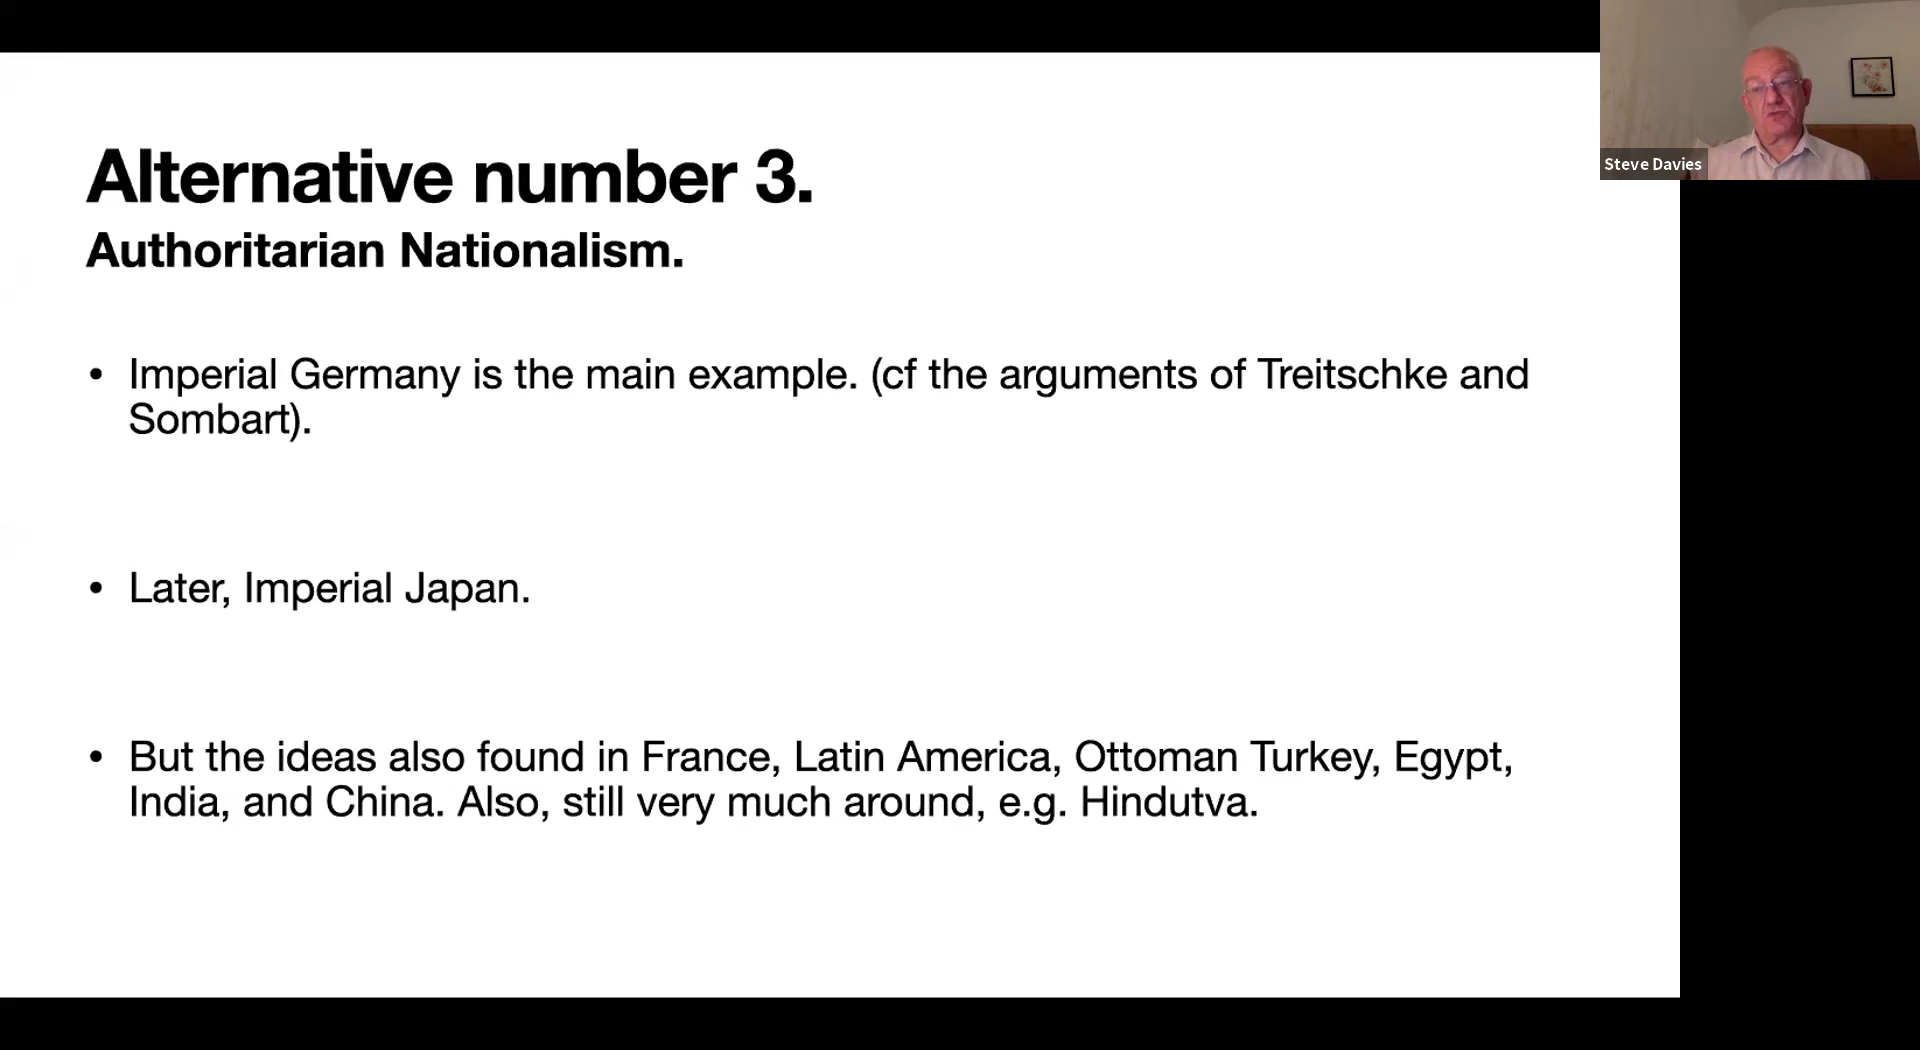 Alternative number 3.
Authoritarian Nationalism.
• Imperial Germany is the main example. (cf the arguments of Treitschke and
Sombart).
• Later, Imperial Japan.
• But the ideas also found in France, Latin America, Ottoman Turkey, Egypt,
India, and China. Also, still very much around, e.g. Hindutva.
Steve Davies